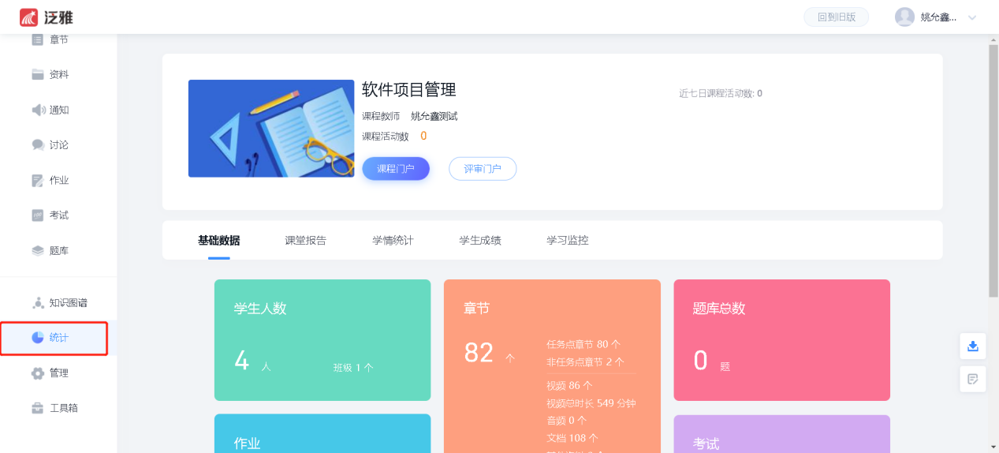 泛雅
回到旧版
姚允鑫...
章节
资料
通知
讨论
作业
考试
题库
知识图谱
统计
管理
工具箱
软件项目管理
近七日课程活动数: 0
课程教师 姚允鑫测试
课程活动数 0
课程门户
评审门户
基础数据
课堂报告
学情统计
学生成绩
学习监控
学生人数
4 人
班级 1 个
章节
82 个
任务点章节 80 个
非任务点章节 2 个
视频 86 个
视频总时长 549 分钟
音频 0 个
文档 108 个
题库总数
0 题
作业
考试